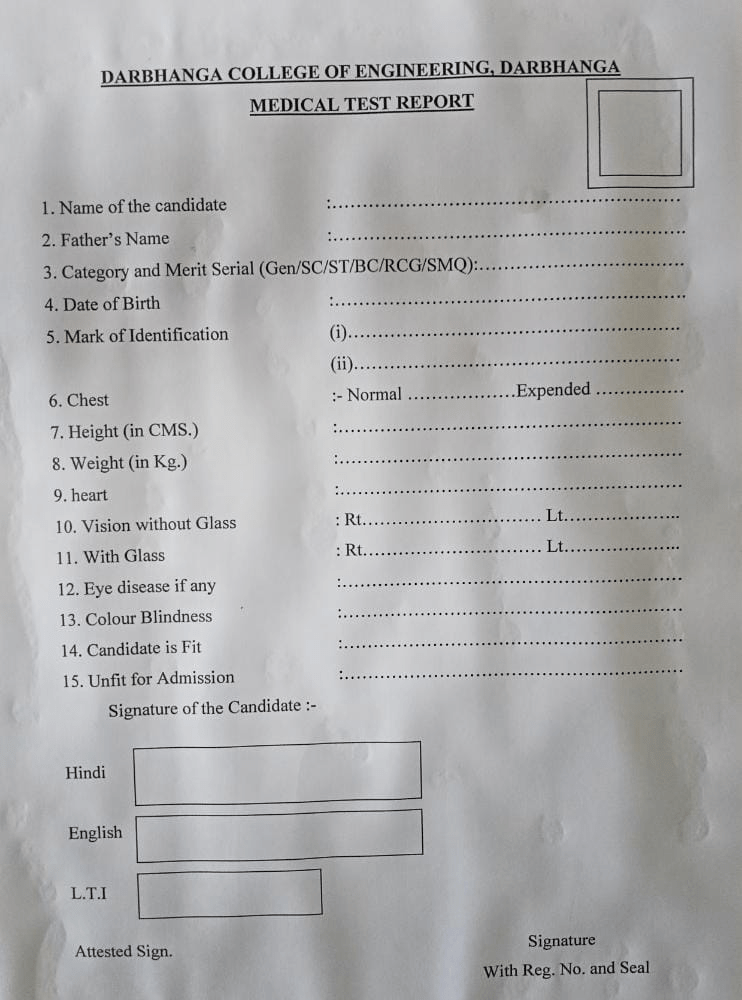 DARBHANGA COLLEGE OF ENGINEERING, DARBHANGA
MEDICAL TEST REPORT
1. Name of the candidate :............................................................
2. Father's Name :............................................................
3. Category and Merit Serial (Gen/SC/ST/BC/RCG/SMQ):...................................
4. Date of Birth :............................................................
5. Mark of Identification (i)..........................................................
(ii).........................................................
6. Chest :- Normal ...................Expended ...............
7. Height (in CMS.) :............................................................
8. Weight (in Kg.) :............................................................
9. heart :............................................................
10. Vision without Glass : Rt............................... Lt....................
11. With Glass : Rt............................... Lt....................
12. Eye disease if any :............................................................
13. Colour Blindness :............................................................
14. Candidate is Fit :............................................................
15. Unfit for Admission :............................................................
Signature of the Candidate :-
Hindi
English
L.T.I
Attested Sign. Signature
With Reg. No. and Seal